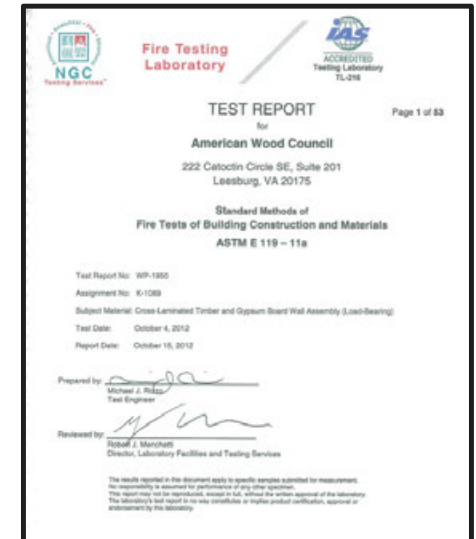 NGC
Testing Services
Fire Testing
Laboratory
IAS
ACCREDITED
Testing Laboratory
TL-216
TEST REPORT
Page 1 of 53
for
American Wood Council
222 Catoctin Circle SE, Suite 201
Leesburg, VA 20175
Standard Methods of
Fire Tests of Building Construction and Materials
ASTM E 119 – 11a
Test Report No: WP-1950
Assignment No: K-1089
Subject Material: Cross-Laminated Timber and Gypsum Board Wall Assembly (Load-Bearing)
Test Date: October 4, 2012
Report Date: October 15, 2012
Prepared by:
Michael J. Rizzo
Test Engineer
Reviewed by:
Robert J. Menchetti
Director, Laboratory Facilities and Testing Services
The results reported in this document apply to specific samples submitted for measurement.
No responsibility is assumed for performance of any other specimen.
This report may not be reproduced, except in full, without the written approval of the laboratory.
The laboratory's test report in no way constitutes or implies product certification, approval or
endorsement by this laboratory.